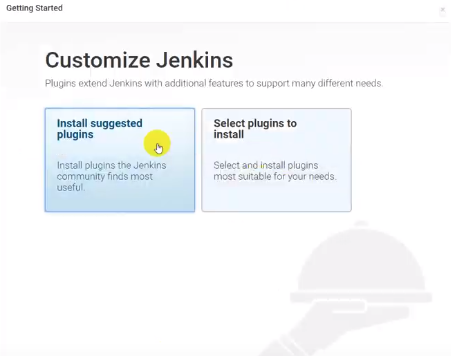 Getting Started
Customize Jenkins
Plugins extend Jenkins with additional features to support many different needs.
Install suggested
plugins
Install plugins the Jenkins
community finds most
useful.
Select plugins to
install
Select and install plugins
most suitable for your needs.